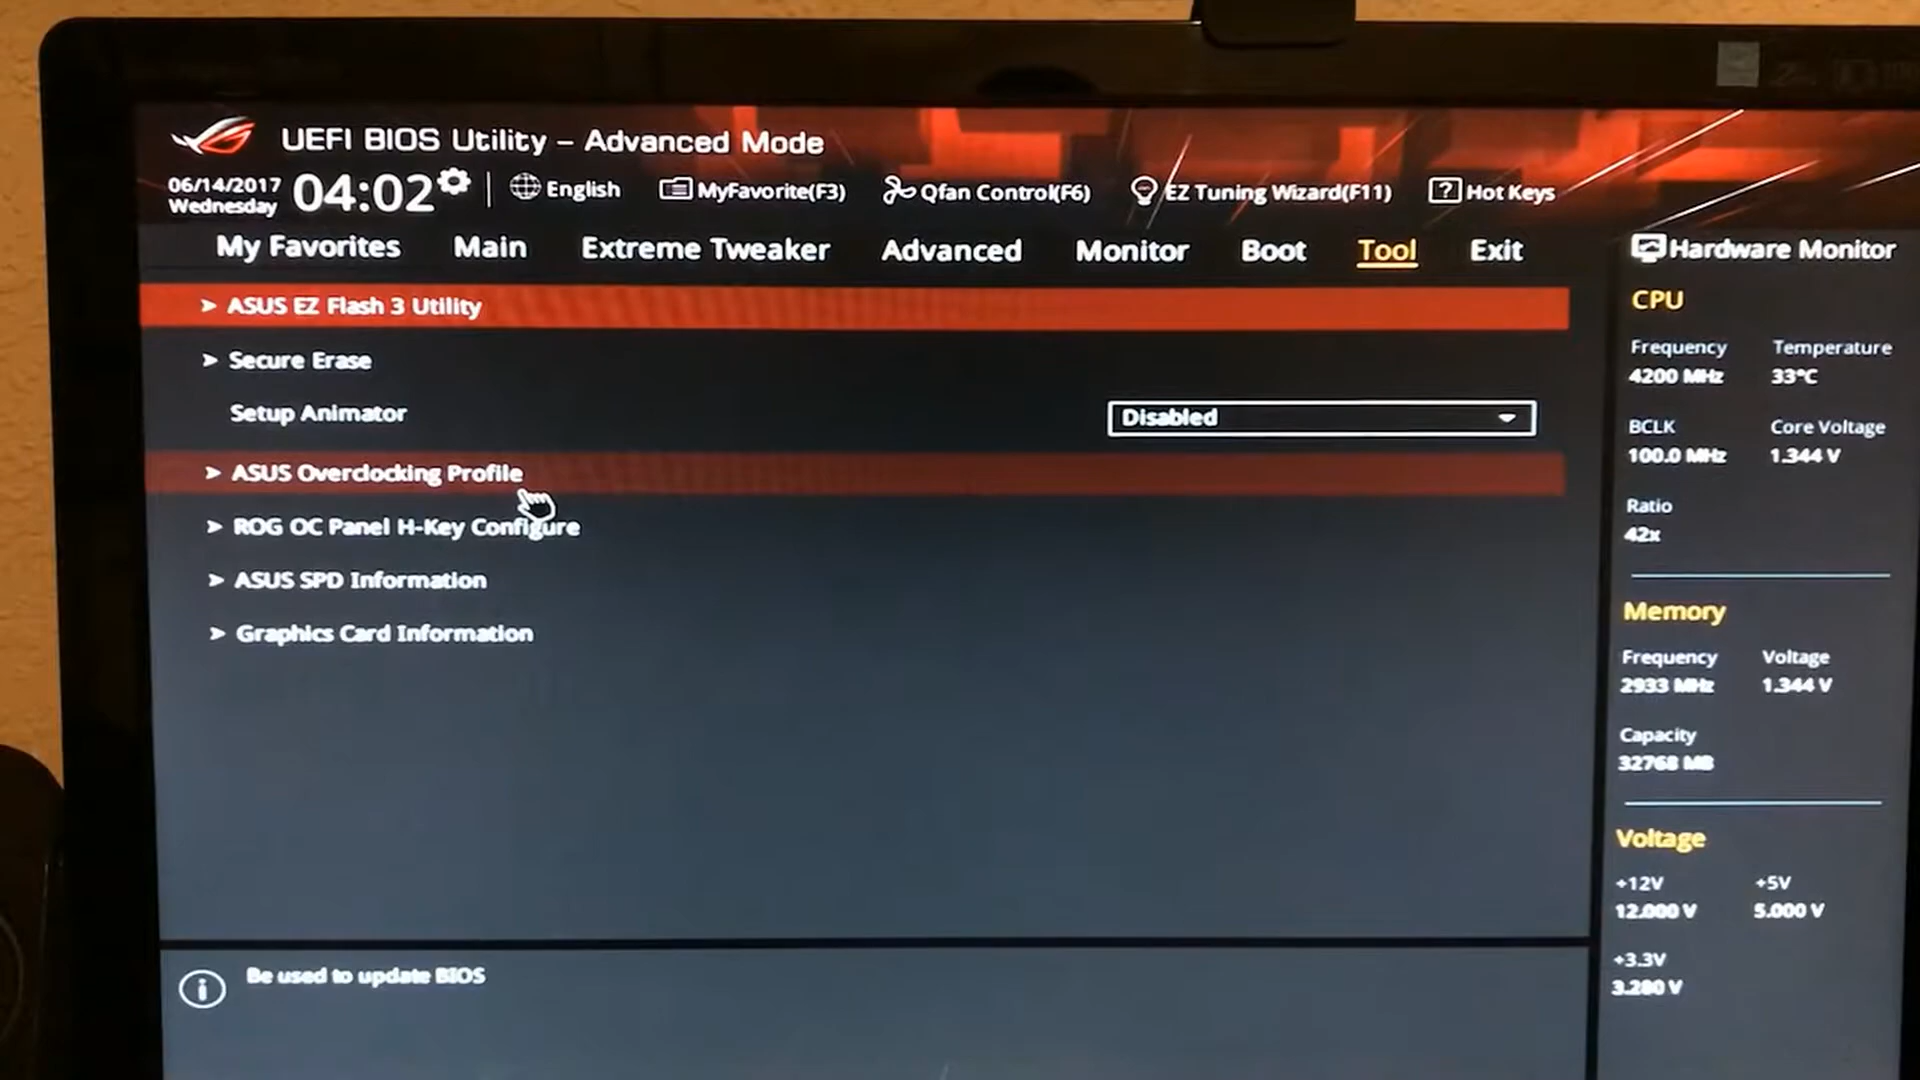 UEFI BIOS Utility – Advanced Mode
06/14/2017
Wednesday
04:02
English
MyFavorite(F3)
Qfan Control(F6)
EZ Tuning Wizard(F11)
? Hot Keys
My Favorites Main Extreme Tweaker Advanced Monitor Boot Tool Exit
> ASUS EZ Flash 3 Utility
> Secure Erase
Setup Animator Disabled
> ASUS Overclocking Profile
> ROG OC Panel H-Key Configure
> ASUS SPD Information
> Graphics Card Information
i Be used to update BIOS
Hardware Monitor
CPU
Frequency Temperature
4200 MHz 33°C
BCLK Core Voltage
100.0 MHz 1.344 V
Ratio
42x
Memory
Frequency Voltage
2933 MHz 1.344 V
Capacity
32768 MB
Voltage
+12V +5V
12.000 V 5.000 V
+3.3V
3.280 V